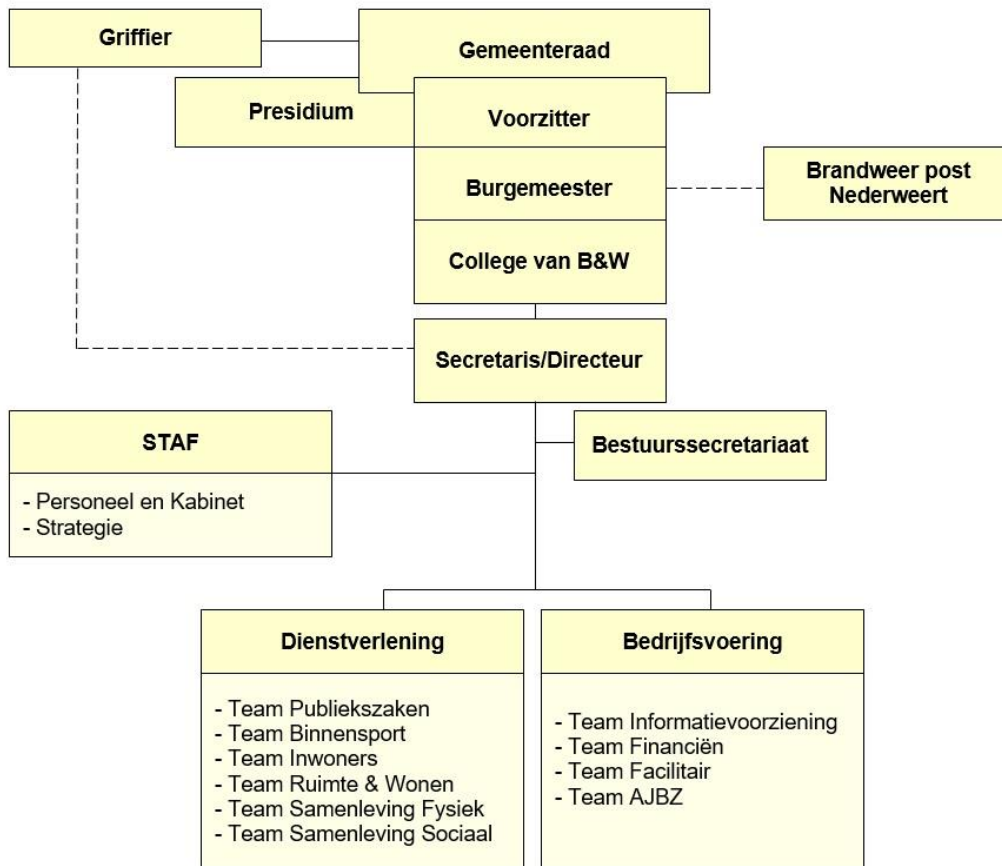 Griffier
Gemeenteraad
Presidium
Voorzitter
Burgemeester
Brandweer post
Nederweert
College van B&W
Secretaris/Directeur
STAF
- Personeel en Kabinet
- Strategie
Bestuurssecretariaat
Dienstverlening
- Team Publiekszaken
- Team Binnensport
- Team Inwoners
- Team Ruimte & Wonen
- Team Samenleving Fysiek
- Team Samenleving Sociaal
Bedrijfsvoering
- Team Informatievoorziening
- Team Financiën
- Team Facilitair
- Team AJBZ